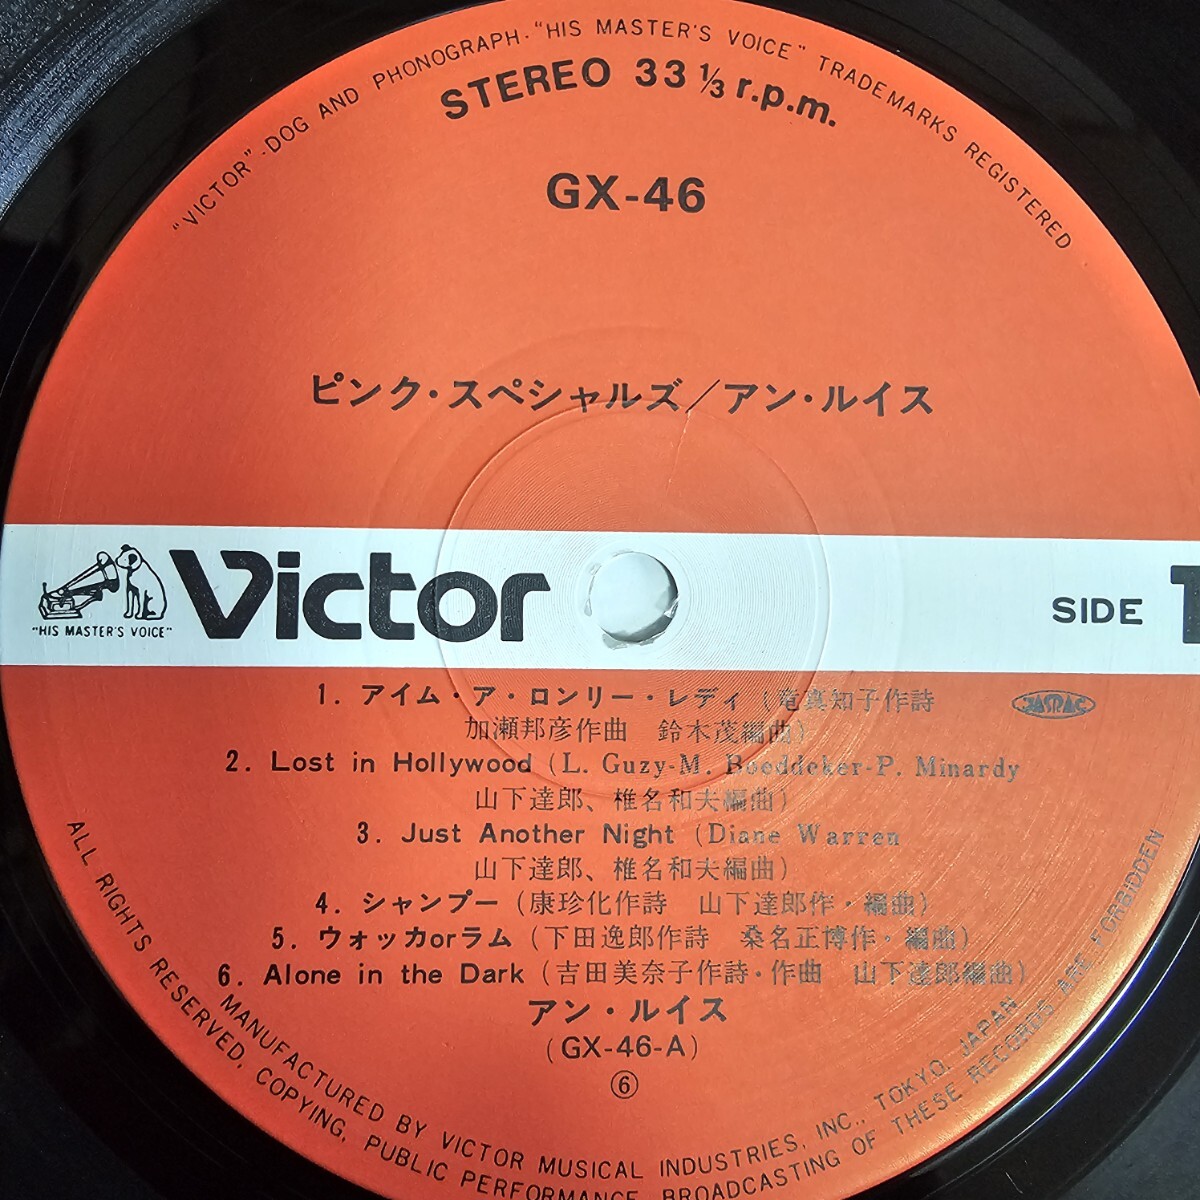 "VICTOR"-DOG AND PHONOGRAPH-"HIS MASTER'S VOICE" TRADEMARKS REGISTERED
STEREO 33 1/3 r.p.m.
GX-46
ピンク・スペシャルズ/アン・ルイス
"HIS MASTER'S VOICE"
Victor
SIDE 1
1. アイム・ア・ロンリー・レディ (竜真知子作詩
加瀬邦彦作曲 鈴木茂編曲)
JASRAC
2. Lost in Hollywood (L. Guzy-M. Boeddeker-P. Minardy
山下達郎、椎名和夫編曲)
3. Just Another Night (Diane Warren
山下達郎、椎名和夫編曲)
4. シャンプー (康珍化作詩 山下達郎作・編曲)
5. ウォッカorラム (下田逸郎作詩 桑名正博作・編曲)
6. Alone in the Dark (吉田美奈子作詩・作曲 山下達郎編曲)
アン・ルイス
(GX-46-A)
⑥
MANUFACTURED BY VICTOR MUSICAL INDUSTRIES, INC., TOKYO, JAPAN
ALL RIGHTS RESERVED, COPYING, PUBLIC PERFORMANCE, BROADCASTING OF THESE RECORDS ARE FORBIDDEN